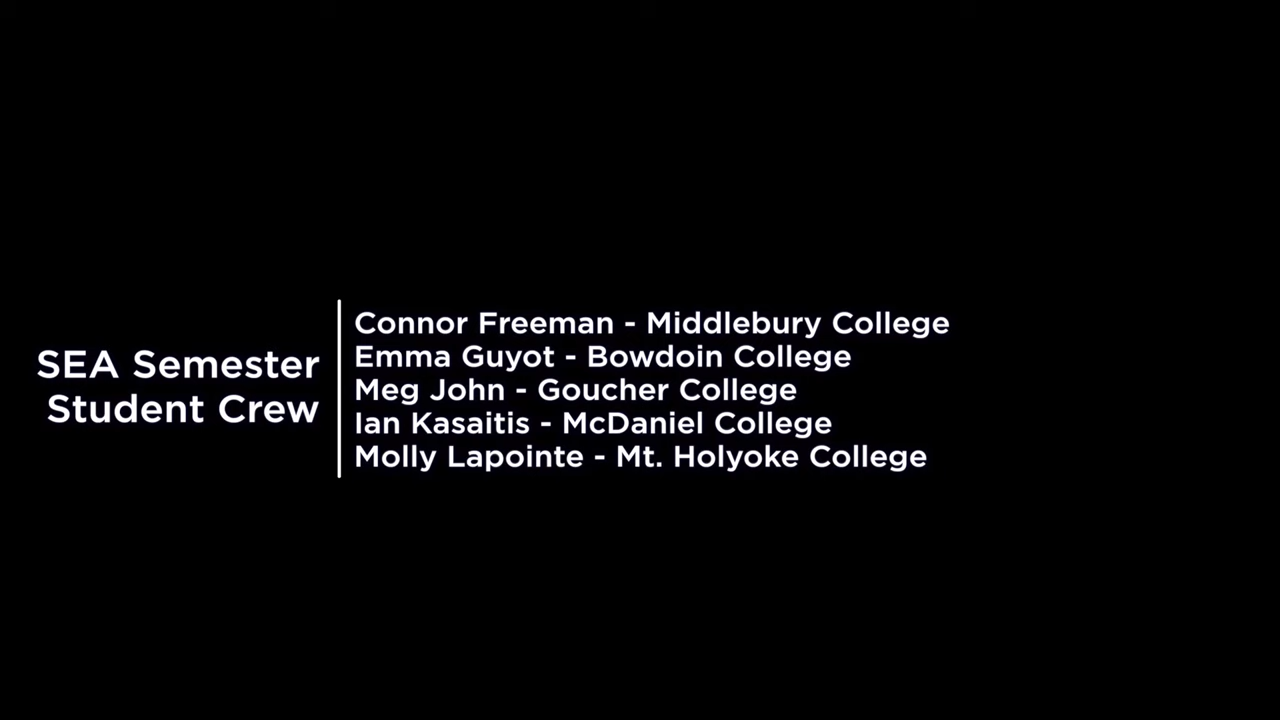 SEA Semester
Student Crew
Connor Freeman - Middlebury College
Emma Guyot - Bowdoin College
Meg John - Goucher College
Ian Kasaitis - McDaniel College
Molly Lapointe - Mt. Holyoke College